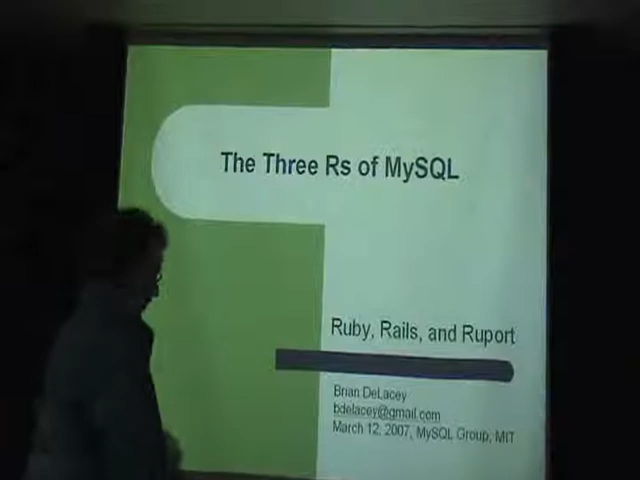 The Three Rs of MySQL
Ruby, Rails, and Ruport
Brian DeLacey
bdelacey@gmail.com
March 12, 2007, MySQL Group, MIT